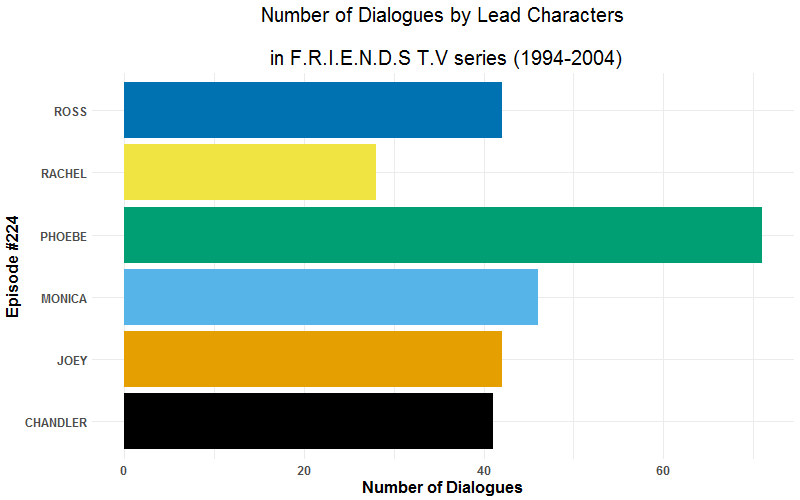 Number of Dialogues by Lead Characters
in F.R.I.E.N.D.S T.V series (1994-2004)
Episode #224
ROSS
RACHEL
PHOEBE
MONICA
JOEY
CHANDLER
0 20 40 60
Number of Dialogues